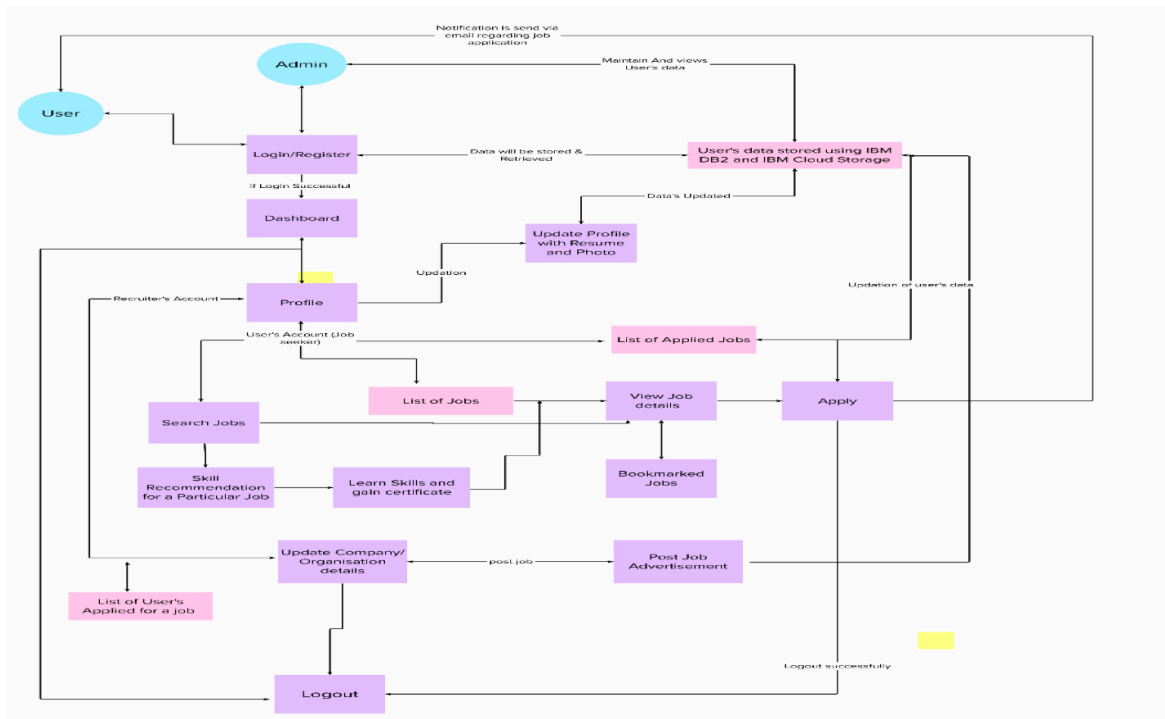 Notification is send via
email regarding job
application
Admin
Maintain And views
User's data
User
Login/Register
Data will be stored &
Retrieved
User's data stored using IBM
DB2 and IBM Cloud Storage
If Login Successful
Data's Updated
Dashboard
Update Profile
with Resume
and Photo
Updation
Updation of user's data
Recruiter's Account
Profile
User's Account (Job
seeker)
List of Applied Jobs
List of Jobs
View Job
details
Apply
Search Jobs
Skill
Recommendation
for a Particular Job
Learn Skills and
gain certificate
Bookmarked
Jobs
Update Company/
Organisation
details
post job
Post Job
Advertisement
List of User's
Applied for a job
Logout successfully
Logout